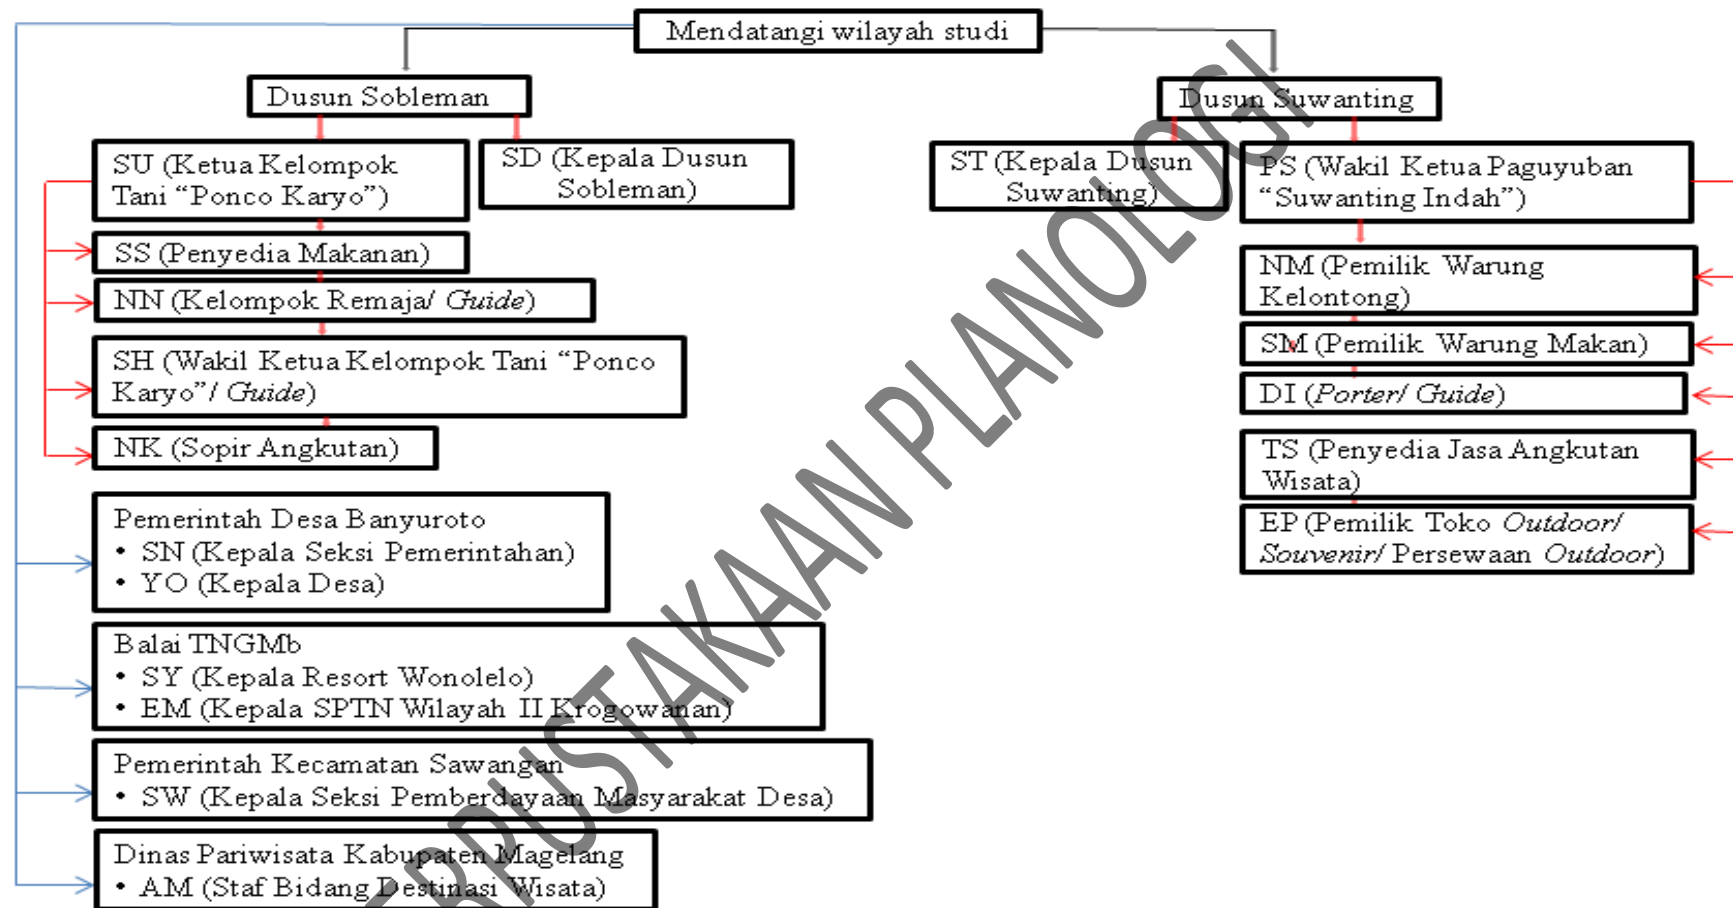 Mendatangi wilayah studi
Dusun Sobleman
SU (Ketua Kelompok
Tani “Ponco Karyo”)
SD (Kepala Dusun
Sobleman)
SS (Penyedia Makanan)
NN (Kelompok Remaja/ Guide)
SH (Wakil Ketua Kelompok Tani “Ponco
Karyo”/ Guide)
NK (Sopir Angkutan)
Pemerintah Desa Banyuroto
• SN (Kepala Seksi Pemerintahan)
• YO (Kepala Desa)
Balai TNGMb
• SY (Kepala Resort Wonolelo)
• EM (Kepala SPTN Wilayah II Krogowanan)
Pemerintah Kecamatan Sawangan
• SW (Kepala Seksi Pemberdayaan Masyarakat Desa)
Dinas Pariwisata Kabupaten Magelang
• AM (Staf Bidang Destinasi Wisata)
Dusun Suwanting
ST (Kepala Dusun
Suwanting)
PS (Wakil Ketua Paguyuban
“Suwanting Indah”)
NM (Pemilik Warung
Kelontong)
SM (Pemilik Warung Makan)
DI (Porter/ Guide)
TS (Penyedia Jasa Angkutan
Wisata)
EP (Pemilik Toko Outdoor/
Souvenir/ Persewaan Outdoor)
ERPUSTAKAAN PLANOLOGI